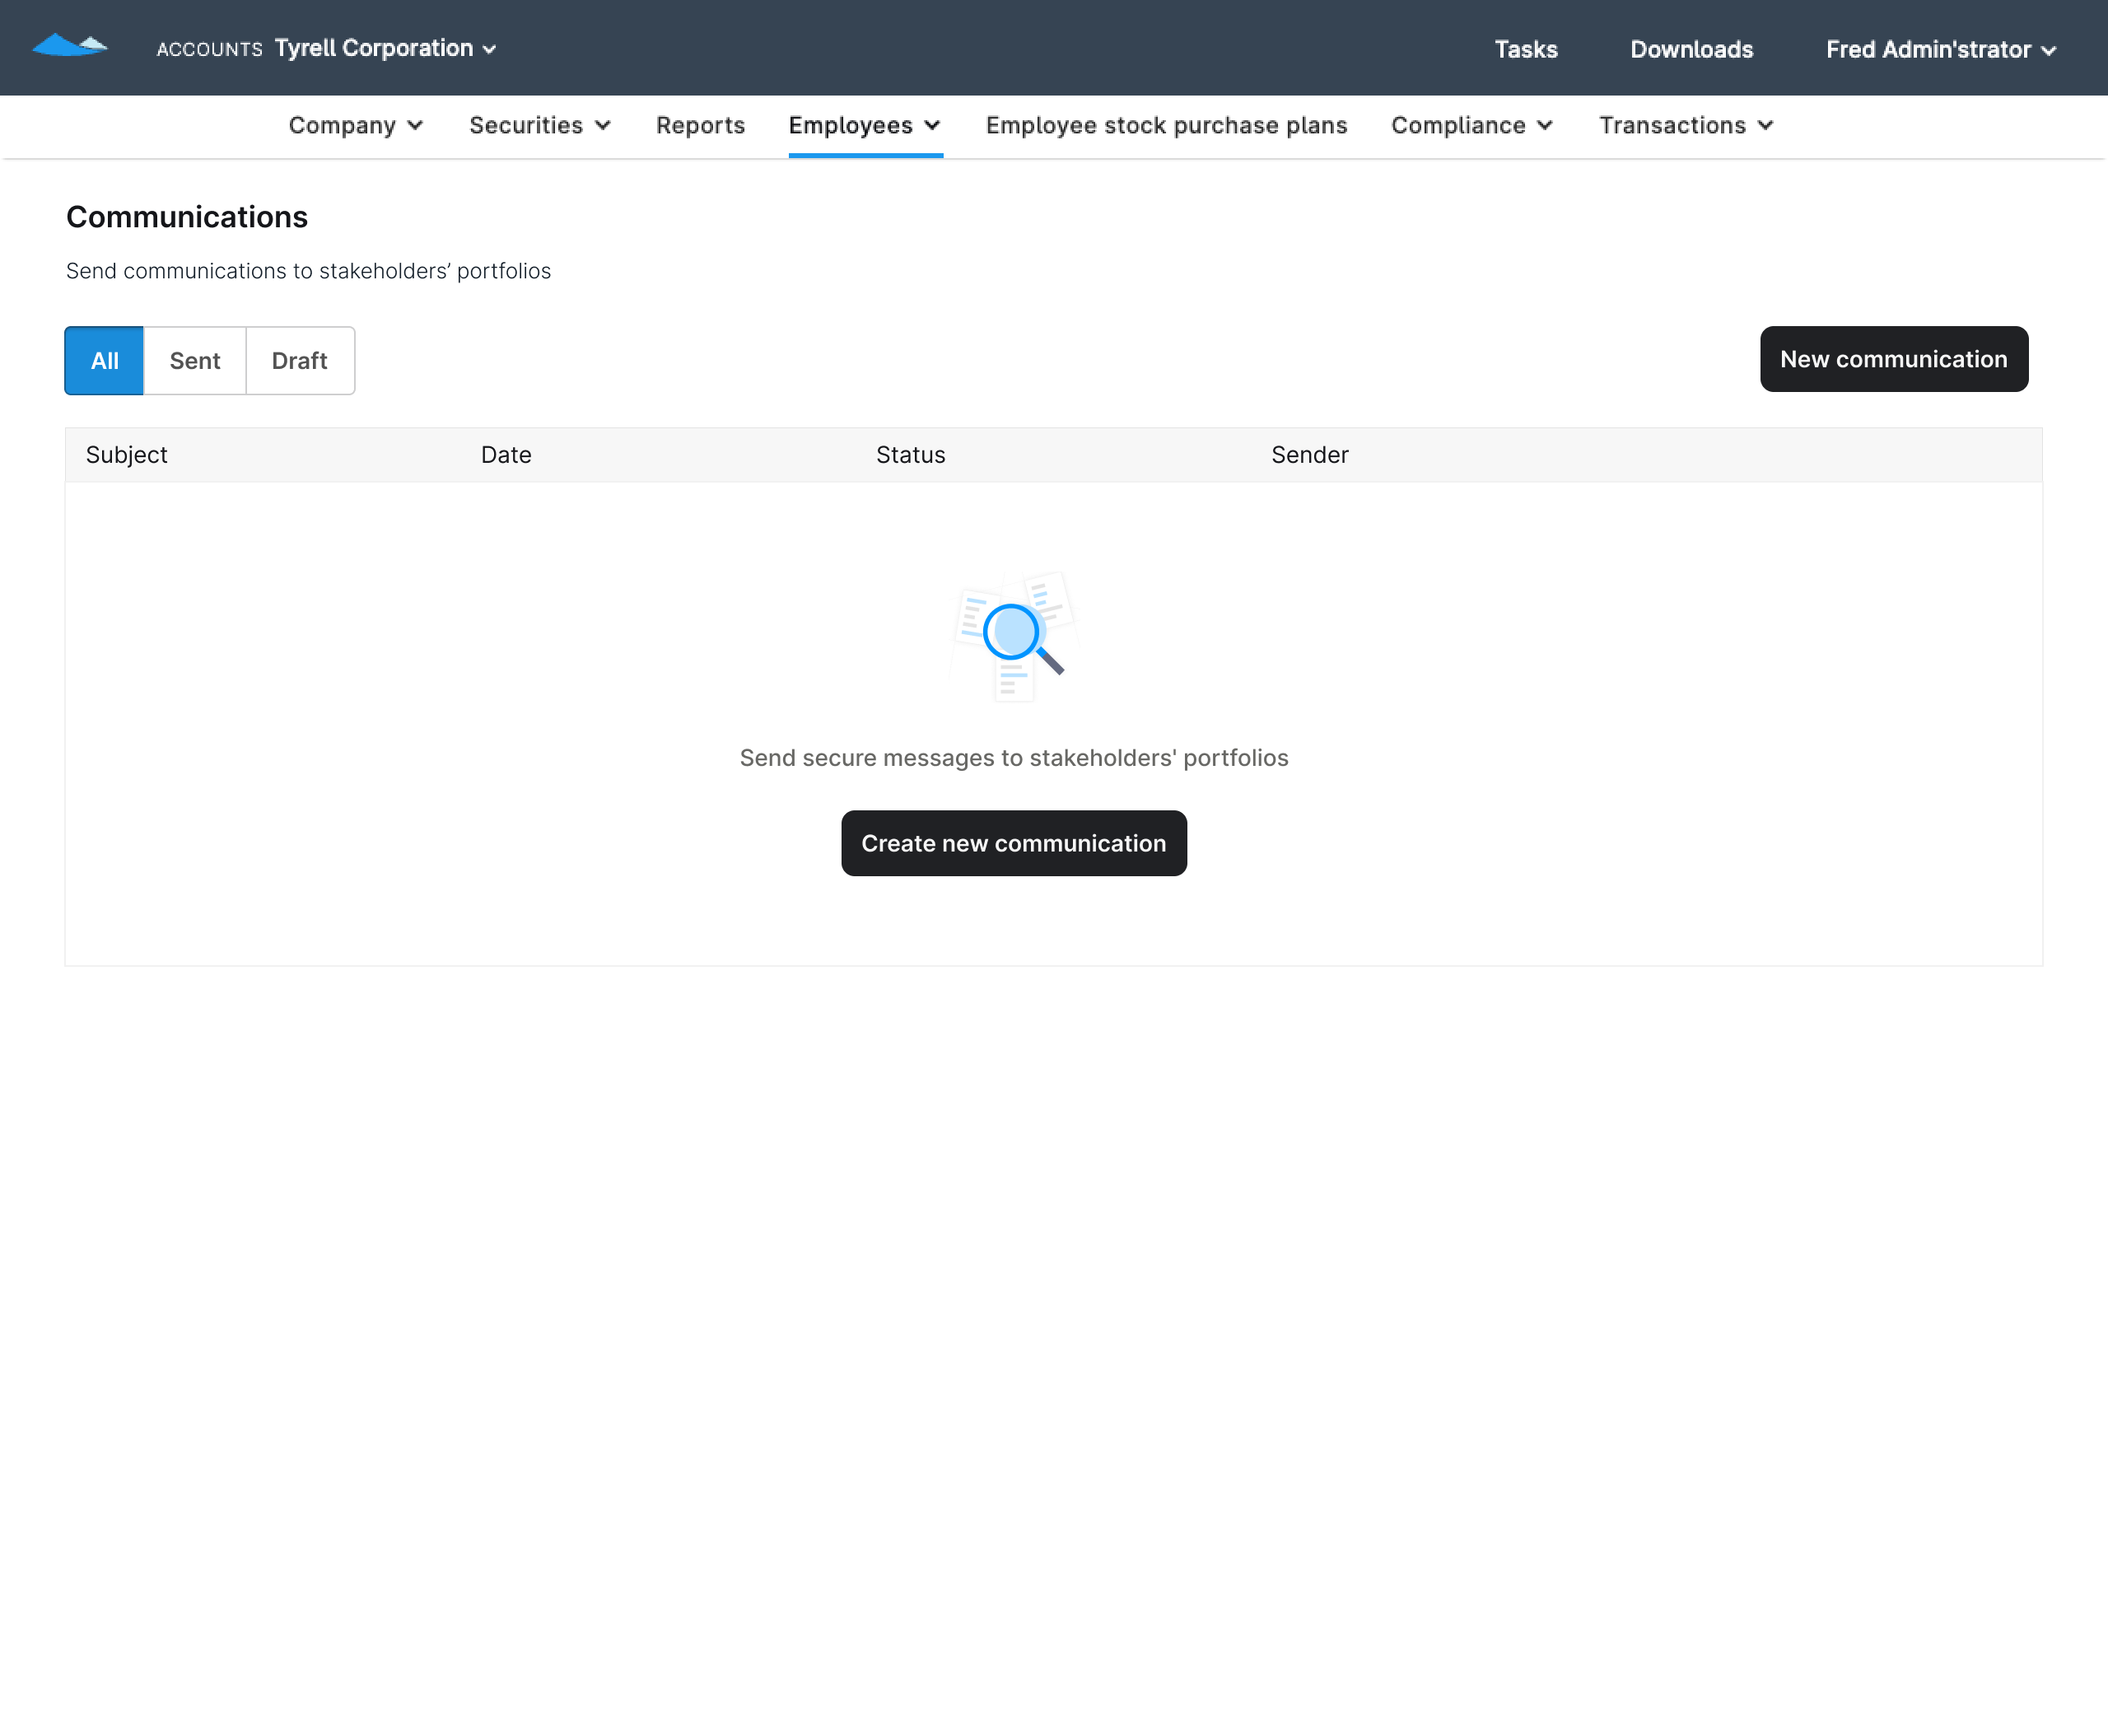 ACCOUNTS Tyrell Corporation Tasks Downloads Fred Admin'strator
Company Securities Reports Employees Employee stock purchase plans Compliance Transactions
Communications
Send communications to stakeholders’ portfolios
All Sent Draft New communication
Subject Date Status Sender
Send secure messages to stakeholders' portfolios
Create new communication